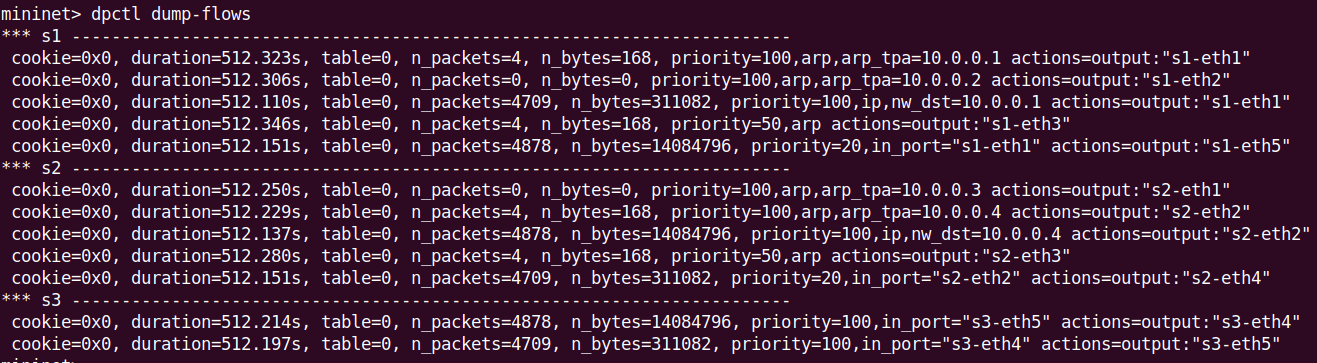 mininet> dpctl dump-flows
*** s1 ------------------------------------------------------------------------
 cookie=0x0, duration=512.323s, table=0, n_packets=4, n_bytes=168, priority=100,arp,arp_tpa=10.0.0.1 actions=output:"s1-eth1"
 cookie=0x0, duration=512.306s, table=0, n_packets=0, n_bytes=0, priority=100,arp,arp_tpa=10.0.0.2 actions=output:"s1-eth2"
 cookie=0x0, duration=512.110s, table=0, n_packets=4709, n_bytes=311082, priority=100,ip,nw_dst=10.0.0.1 actions=output:"s1-eth1"
 cookie=0x0, duration=512.346s, table=0, n_packets=4, n_bytes=168, priority=50,arp actions=output:"s1-eth3"
 cookie=0x0, duration=512.151s, table=0, n_packets=4878, n_bytes=14084796, priority=20,in_port="s1-eth1" actions=output:"s1-eth5"
*** s2 ------------------------------------------------------------------------
 cookie=0x0, duration=512.250s, table=0, n_packets=0, n_bytes=0, priority=100,arp,arp_tpa=10.0.0.3 actions=output:"s2-eth1"
 cookie=0x0, duration=512.229s, table=0, n_packets=4, n_bytes=168, priority=100,arp,arp_tpa=10.0.0.4 actions=output:"s2-eth2"
 cookie=0x0, duration=512.137s, table=0, n_packets=4878, n_bytes=14084796, priority=100,ip,nw_dst=10.0.0.4 actions=output:"s2-eth2"
 cookie=0x0, duration=512.280s, table=0, n_packets=4, n_bytes=168, priority=50,arp actions=output:"s2-eth3"
 cookie=0x0, duration=512.151s, table=0, n_packets=4709, n_bytes=311082, priority=20,in_port="s2-eth2" actions=output:"s2-eth4"
*** s3 ------------------------------------------------------------------------
 cookie=0x0, duration=512.214s, table=0, n_packets=4878, n_bytes=14084796, priority=100,in_port="s3-eth5" actions=output:"s3-eth4"
 cookie=0x0, duration=512.197s, table=0, n_packets=4709, n_bytes=311082, priority=100,in_port="s3-eth4" actions=output:"s3-eth5"
mininet>